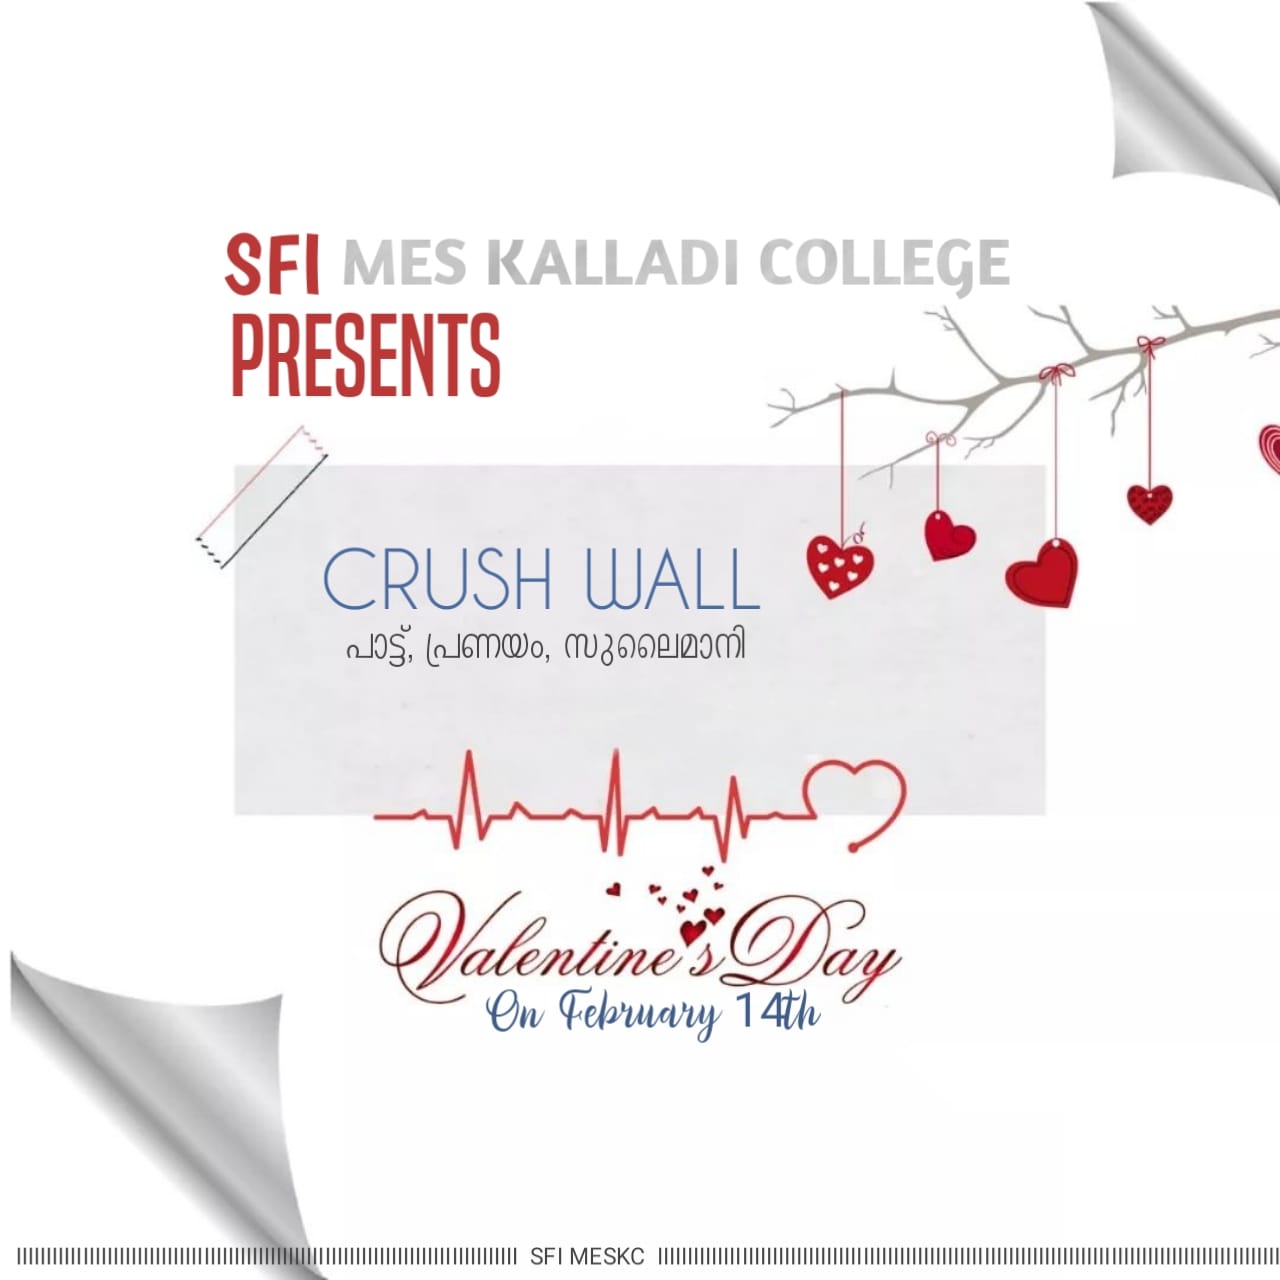 SFI MES KALLADI COLLEGE
PRESENTS
CRUSH WALL
പാട്ട്, പ്രണയം, സുലൈമാനി
Valentine's Day
On February 14th
SFI MESKC